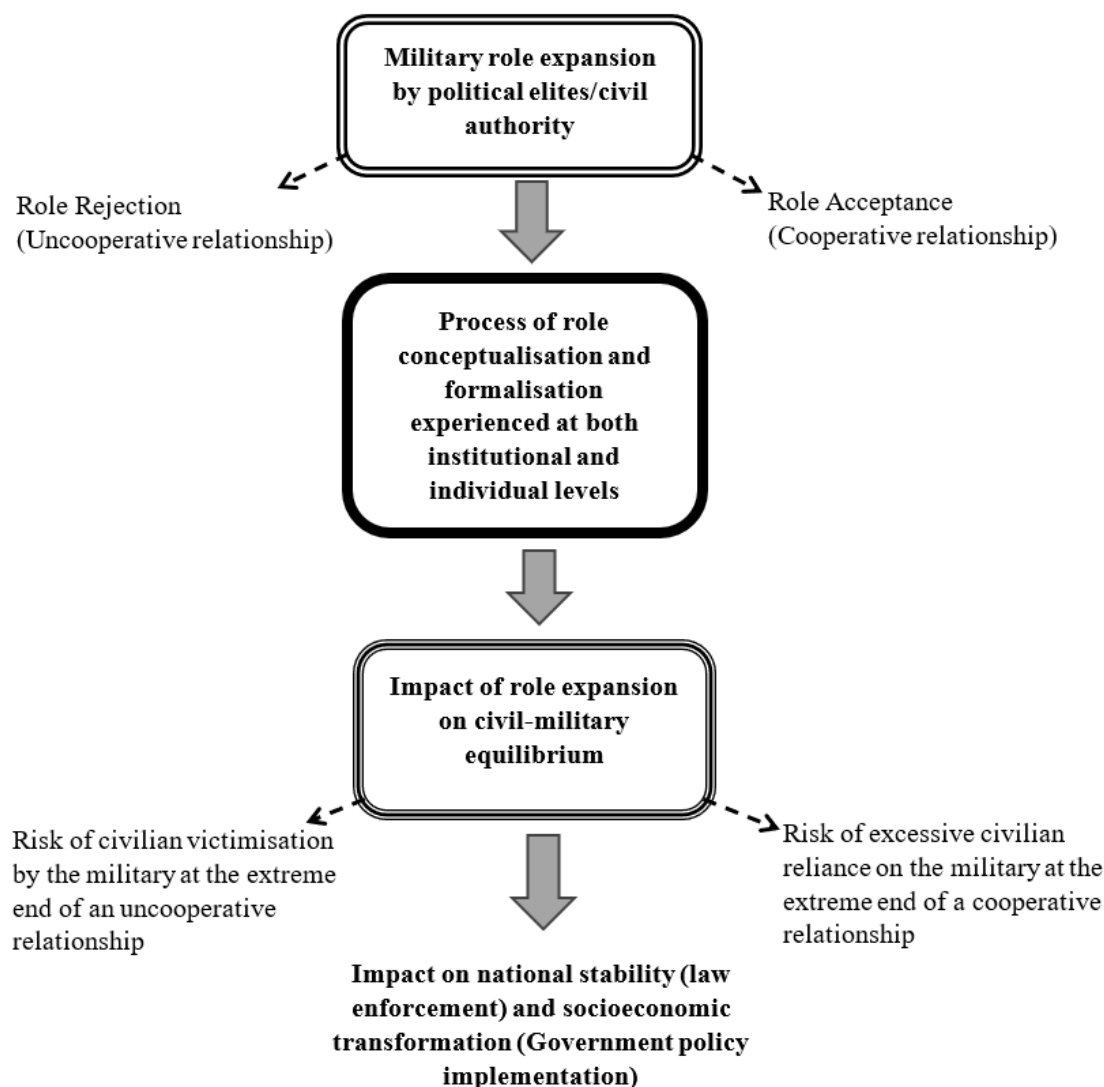 Military role expansion
by political elites/civil
authority
Role Rejection
(Uncooperative relationship)
Role Acceptance
(Cooperative relationship)
Process of role
conceptualisation and
formalisation
experienced at both
institutional and
individual levels
Impact of role expansion
on civil-military
equilibrium
Risk of civilian victimisation
by the military at the extreme
end of an uncooperative
relationship
Risk of excessive civilian
reliance on the military at the
extreme end of a cooperative
relationship
Impact on national stability (law
enforcement) and socioeconomic
transformation (Government policy
implementation)